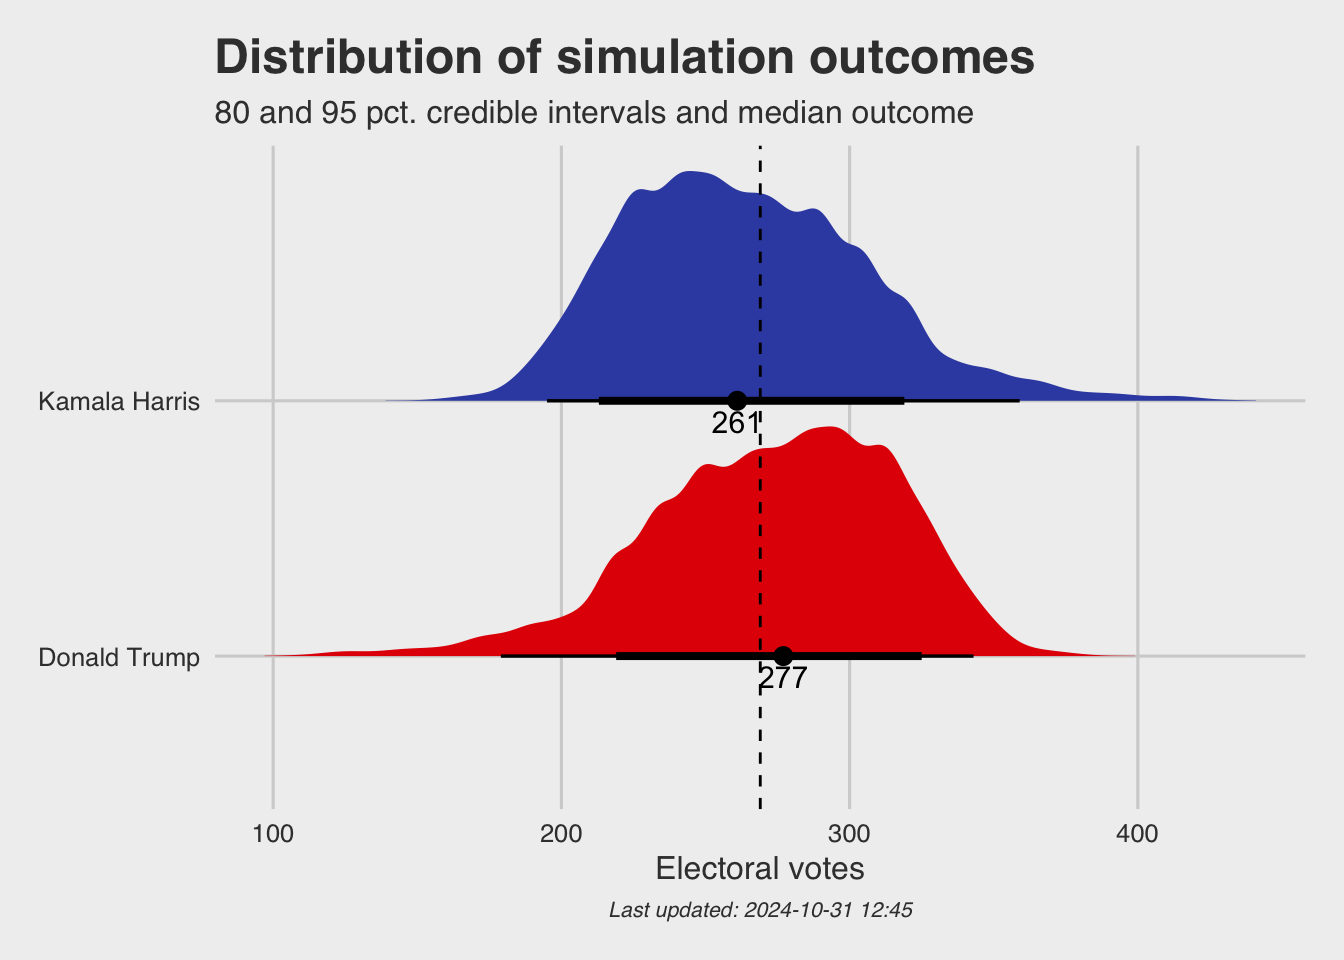 Distribution of simulation outcomes
80 and 95 pct. credible intervals and median outcome
Kamala Harris
261
Donald Trump
277
100 200 300 400
Electoral votes
Last updated: 2024-10-31 12:45